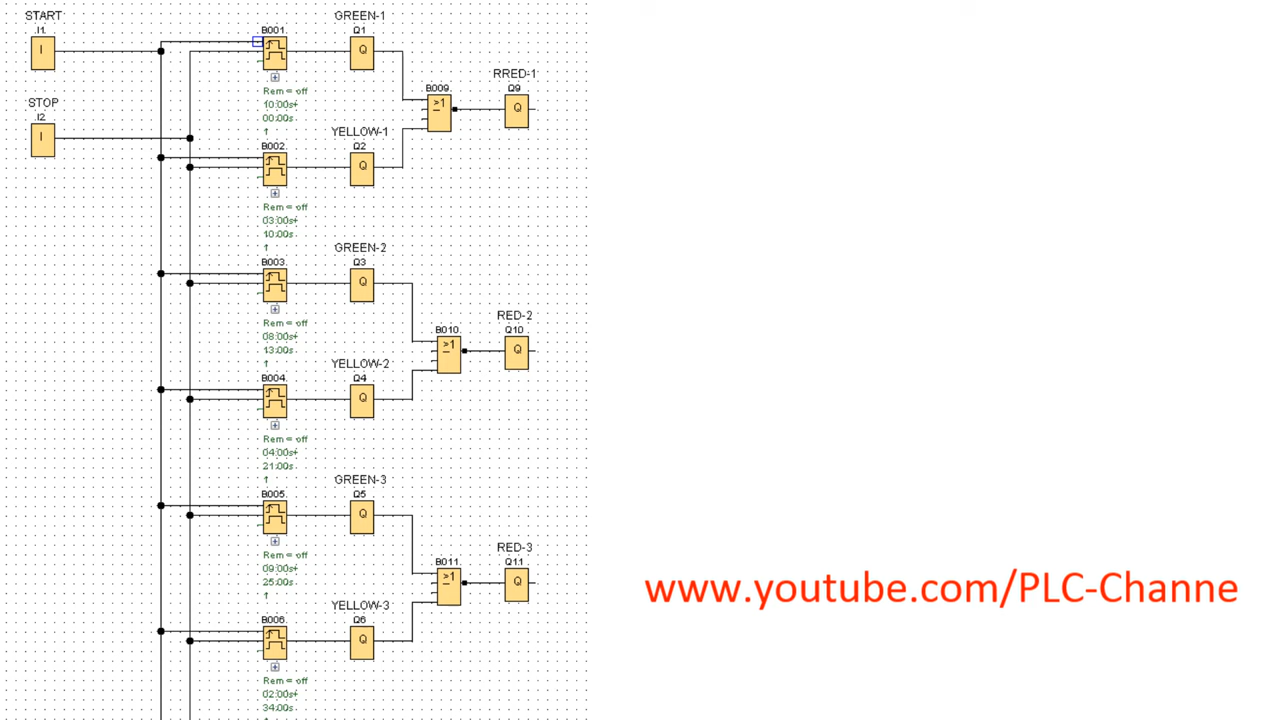 START
I1
I
STOP
I2
I
B001
Rem = off
10:00s+
00:00s
1
GREEN-1
Q1
Q
B009
≥1
RRED-1
Q9
Q
YELLOW-1
B002
Q2
Q
Rem = off
03:00s+
10:00s
1
GREEN-2
B003
Q3
Q
Rem = off
08:00s+
13:00s
1
B010
≥1
RED-2
Q10
Q
YELLOW-2
B004
Q4
Q
Rem = off
04:00s+
21:00s
1
GREEN-3
B005
Q5
Q
Rem = off
09:00s+
25:00s
1
B011
≥1
RED-3
Q11
Q
YELLOW-3
B006
Q6
Q
Rem = off
02:00s+
34:00s
www.youtube.com/PLC-Channe